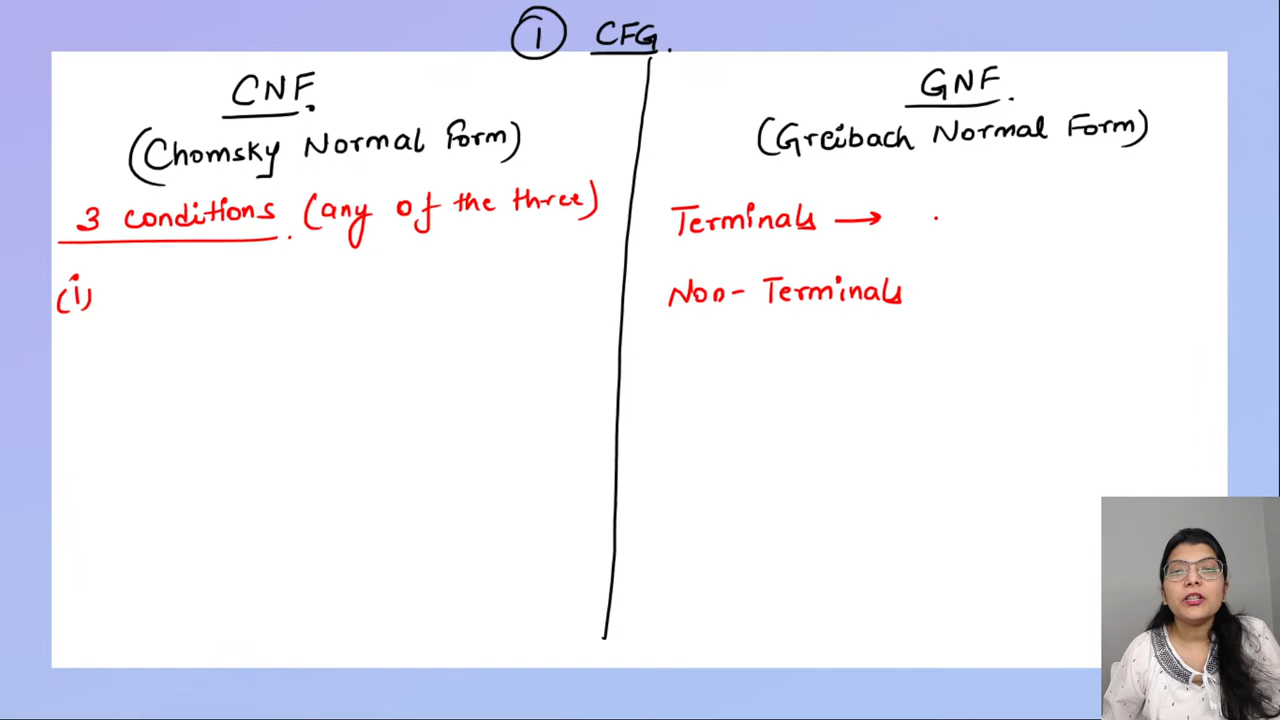 1 CFG.
CNF.
(Chomsky Normal Form)
3 conditions. (any of the three)
(i)
GNF.
(Greibach Normal Form)
Terminals →
Non-Terminals